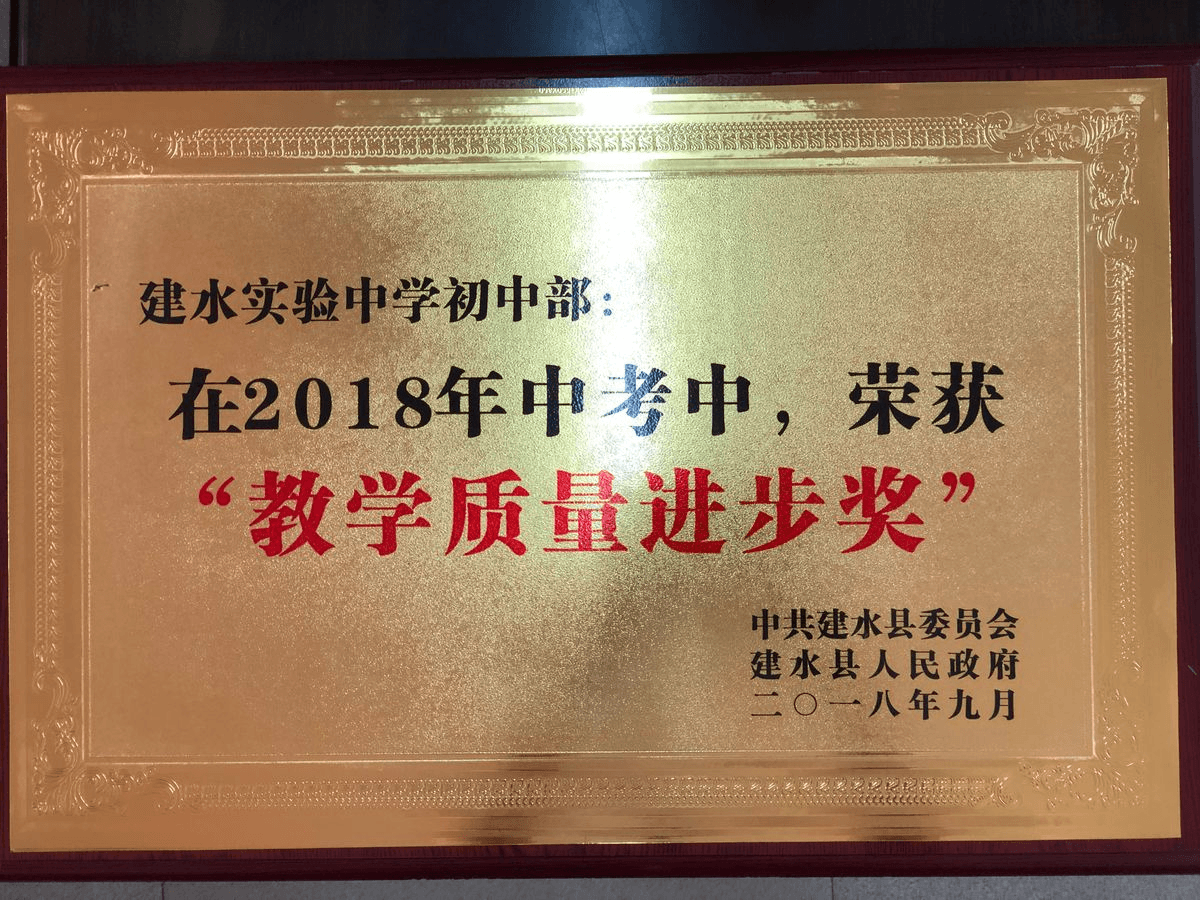 建水实验中学初中部：
在2018年中考中，荣获
“教学质量进步奖”
中共建水县委员会
建水县人民政府
二〇一八年九月